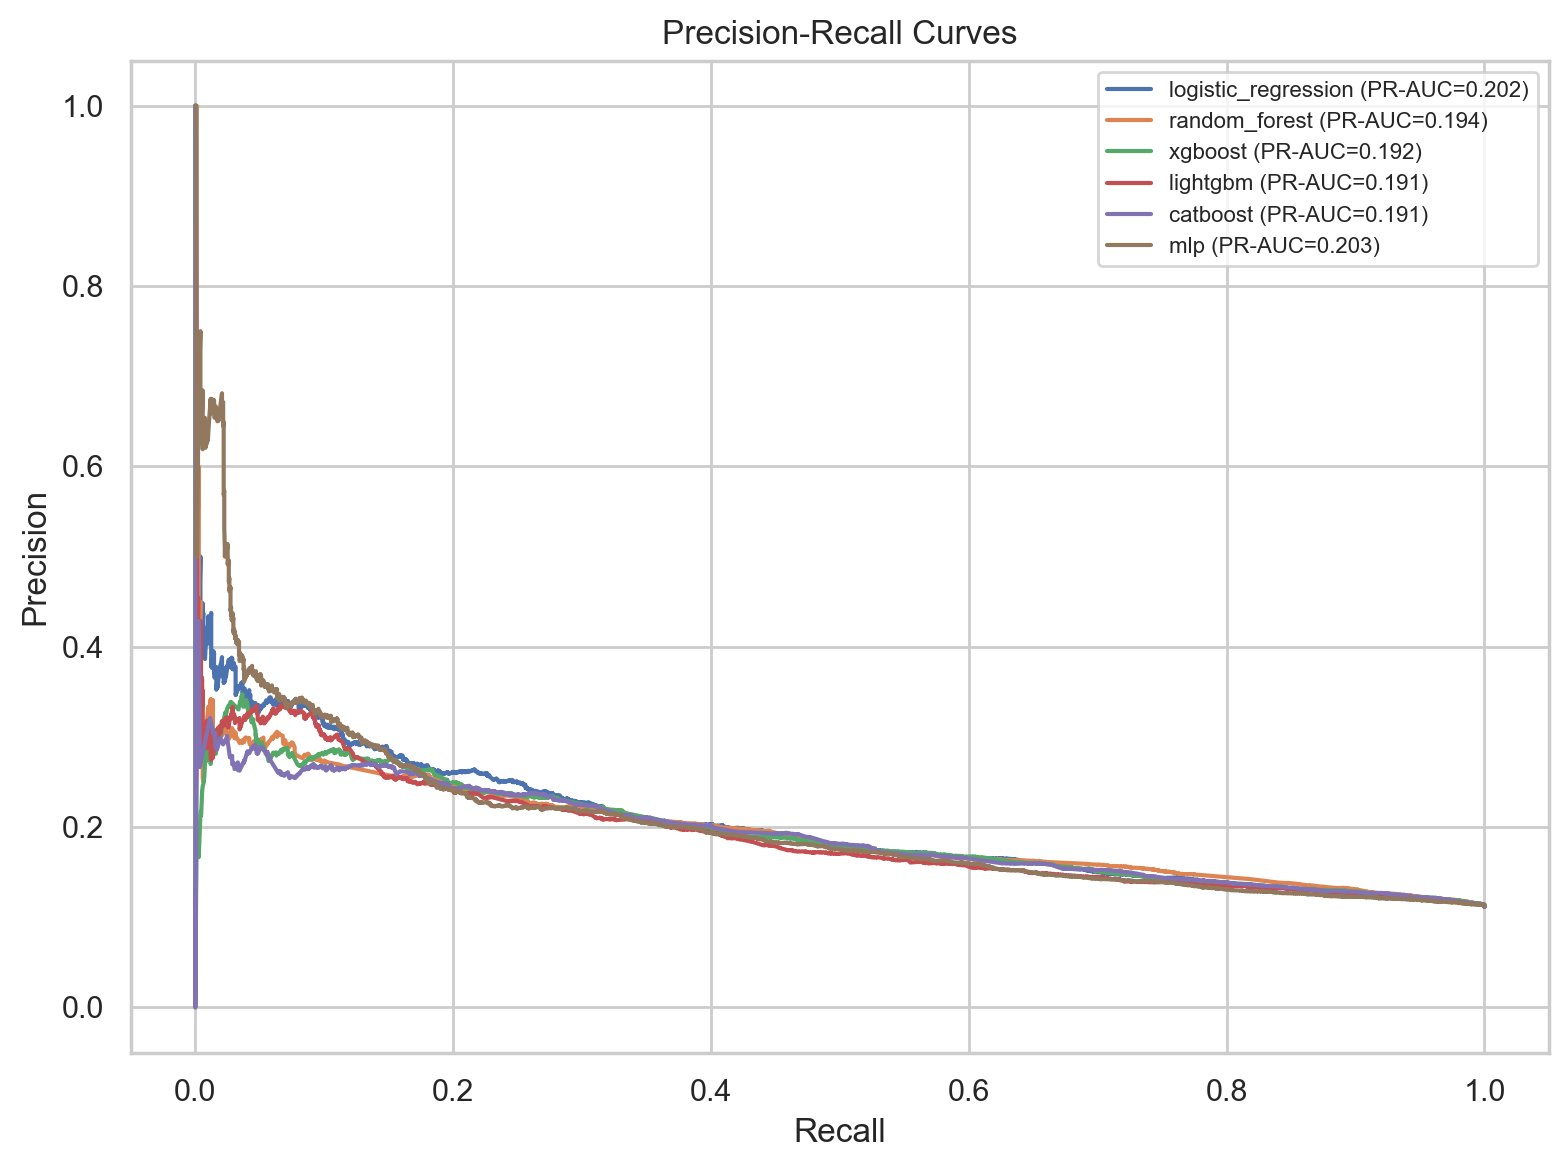 Precision-Recall Curves
logistic_regression (PR-AUC=0.202)
random_forest (PR-AUC=0.194)
xgboost (PR-AUC=0.192)
lightgbm (PR-AUC=0.191)
catboost (PR-AUC=0.191)
mlp (PR-AUC=0.203)
Precision
1.0
0.8
0.6
0.4
0.2
0.0
0.0 0.2 0.4 0.6 0.8 1.0
Recall